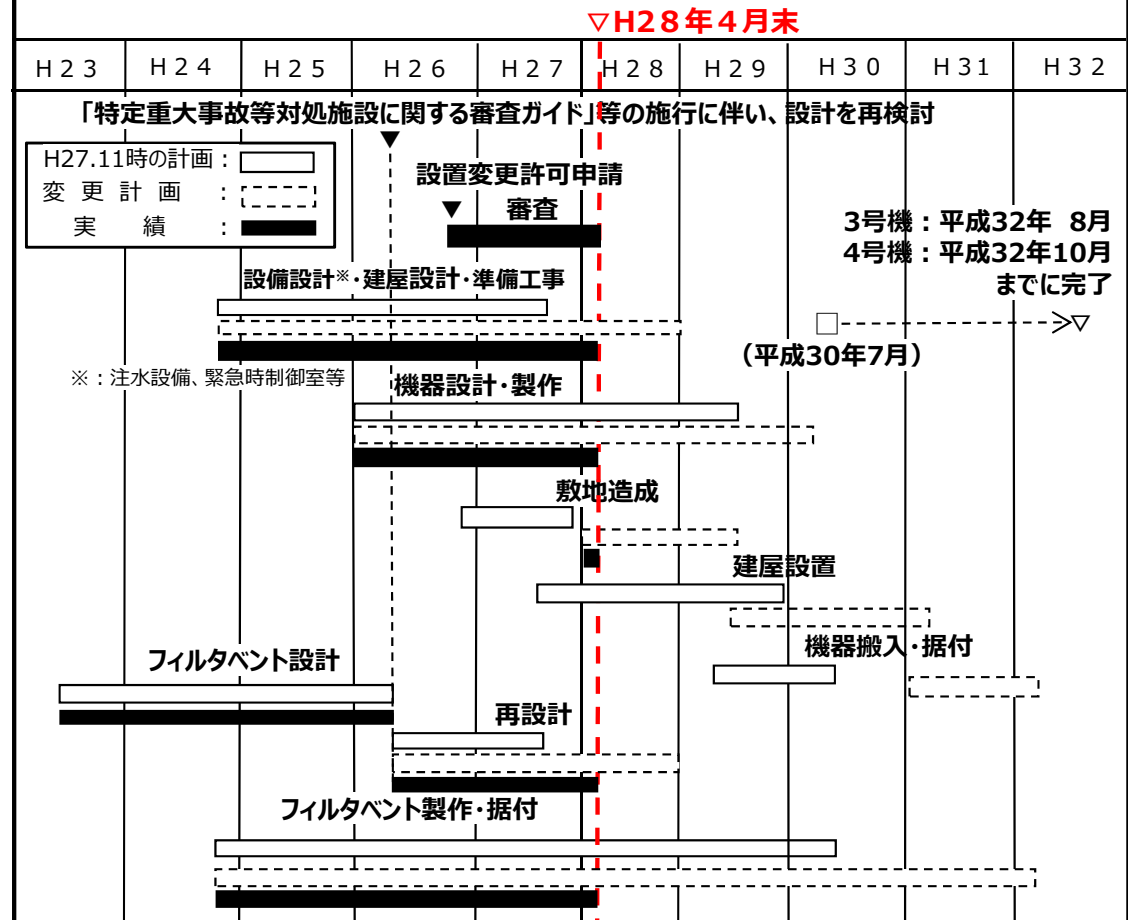 ▽H28年4月末
H23 H24 H25 H26 H27 H28 H29 H30 H31 H32
「特定重大事故等対処施設に関する審査ガイド」等の施行に伴い、設計を再検討
▼
H27.11時の計画：
変更計画：
実績：
設置変更許可申請
▼ 審査
3号機：平成32年 8月
4号機：平成32年10月
までに完了
設備設計※・建屋設計・準備工事
（平成30年7月）
※：注水設備、緊急時制御室等
機器設計・製作
敷地造成
建屋設置
機器搬入・据付
フィルタベント設計
再設計
フィルタベント製作・据付